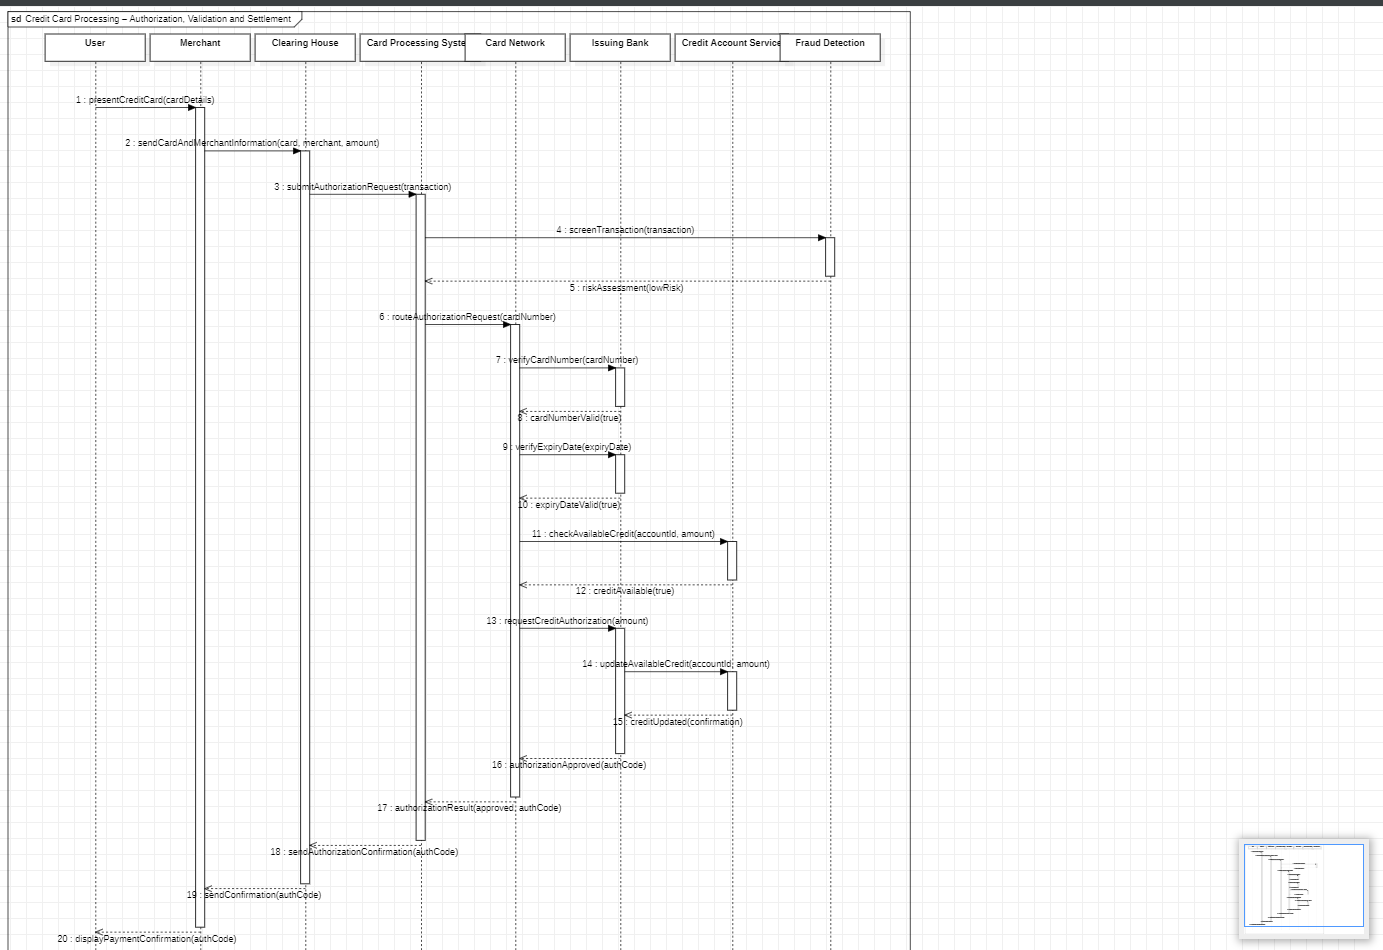 sd Credit Card Processing – Authorization, Validation and Settlement
User
Merchant
Clearing House
Card Processing Syste
Card Network
Issuing Bank
Credit Account Service
Fraud Detection
1 : presentCreditCard(cardDetails)
2 : sendCardAndMerchantInformation(card, merchant, amount)
3 : submitAuthorizationRequest(transaction)
4 : screenTransaction(transaction)
5 : riskAssessment(lowRisk)
6 : routeAuthorizationRequest(cardNumber)
7 : verifyCardNumber(cardNumber)
8 : cardNumberValid(true)
9 : verifyExpiryDate(expiryDate)
10 : expiryDateValid(true)
11 : checkAvailableCredit(accountId, amount)
12 : creditAvailable(true)
13 : requestCreditAuthorization(amount)
14 : updateAvailableCredit(accountId, amount)
15 : creditUpdated(confirmation)
16 : authorizationApproved(authCode)
17 : authorizationResult(approved, authCode)
18 : sendAuthorizationConfirmation(authCode)
19 : sendConfirmation(authCode)
20 : displayPaymentConfirmation(authCode)